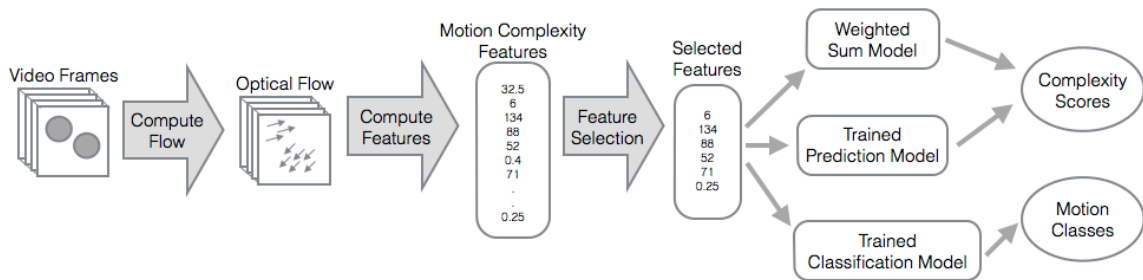 Video Frames
Compute
Flow
Optical Flow
Compute
Features
Motion Complexity
Features
32.5
6
134
88
52
0.4
71
.
.
0.25
Feature
Selection
Selected
Features
6
134
88
52
71
0.25
Weighted
Sum Model
Trained
Prediction Model
Trained
Classification Model
Complexity
Scores
Motion
Classes